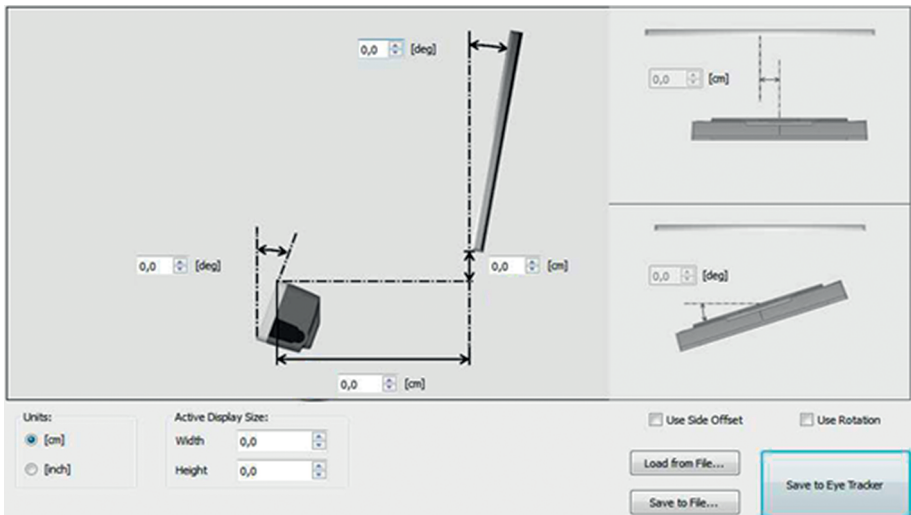 0,0 [deg]
0,0 [cm]
0,0 [deg]
0,0 [cm]
0,0 [cm]
0,0 [deg]
Units:
[cm]
[inch]
Active Display Size:
Width 0,0
Height 0,0
Use Side Offset
Use Rotation
Load from File...
Save to File...
Save to Eye Tracker